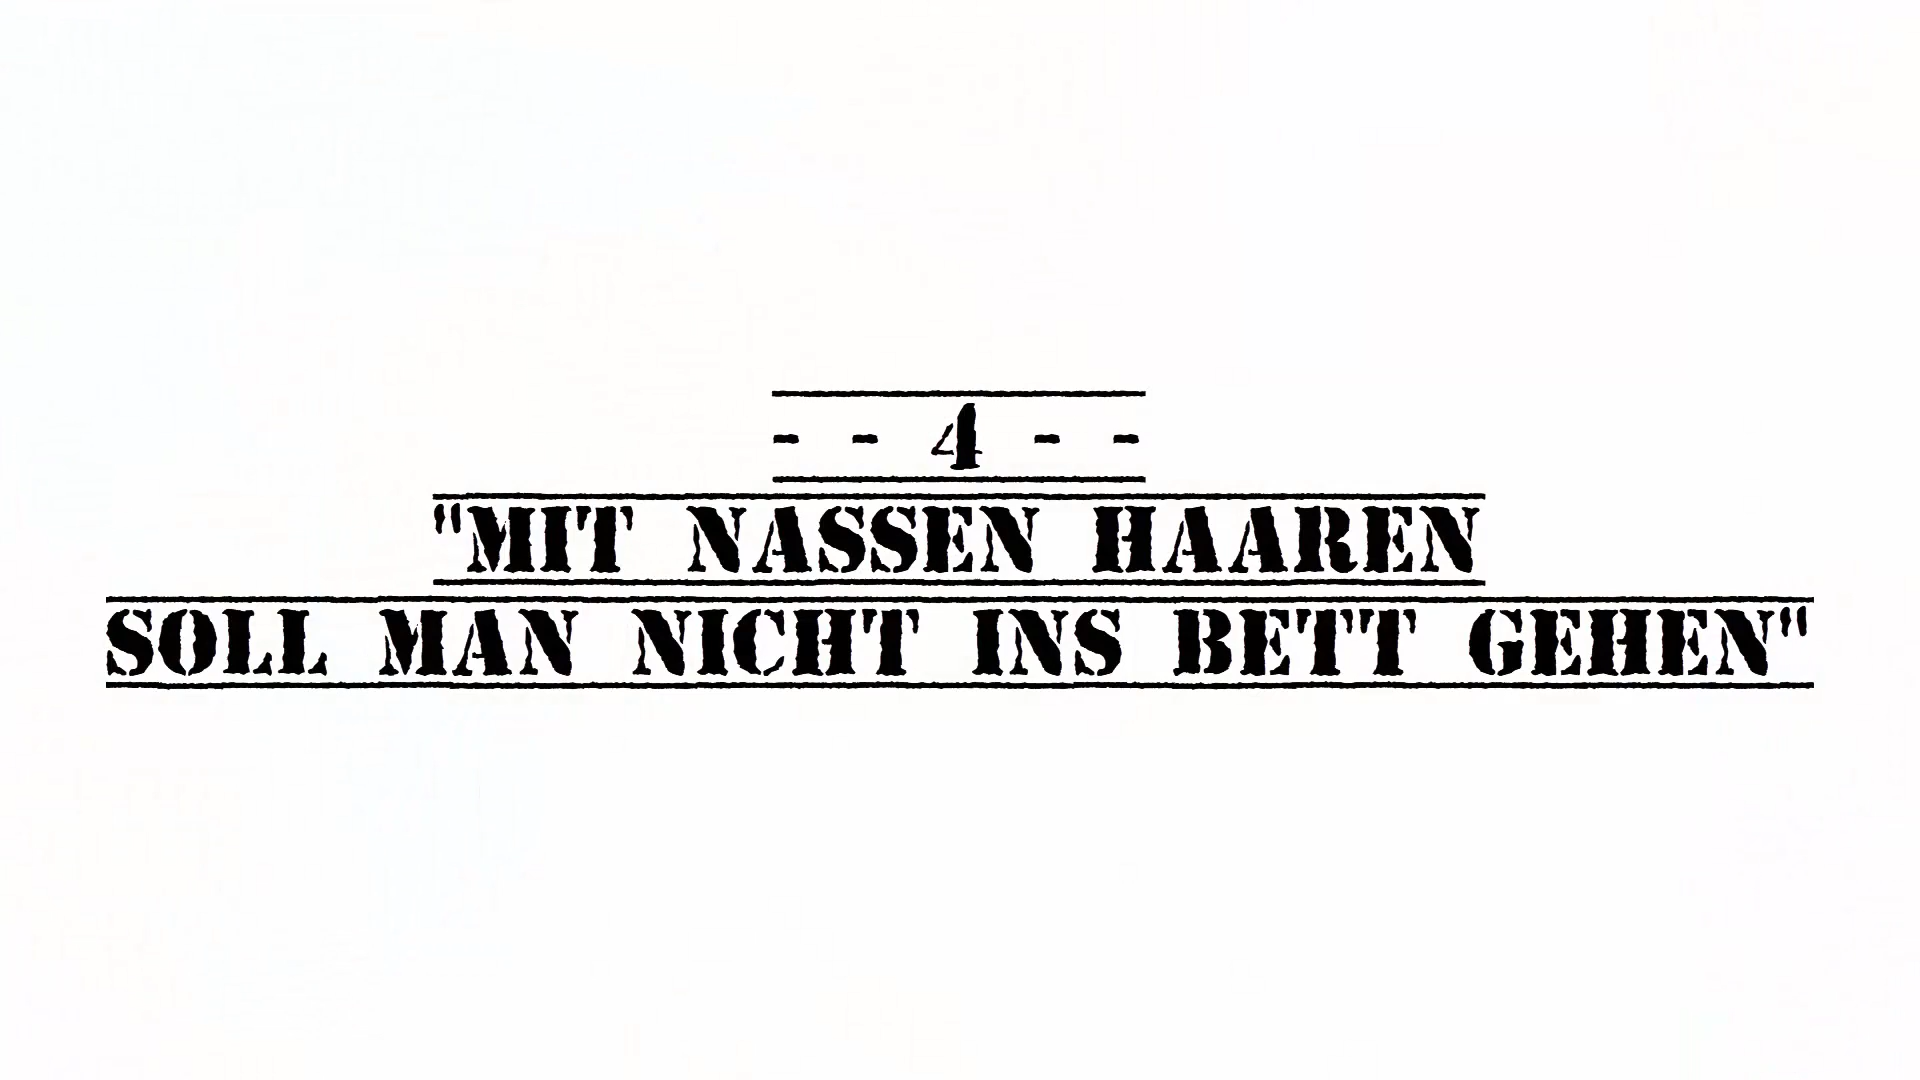 - - 4 - -
"MIT NASSEN HAAREN
SOLL MAN NICHT INS BETT GEHEN"